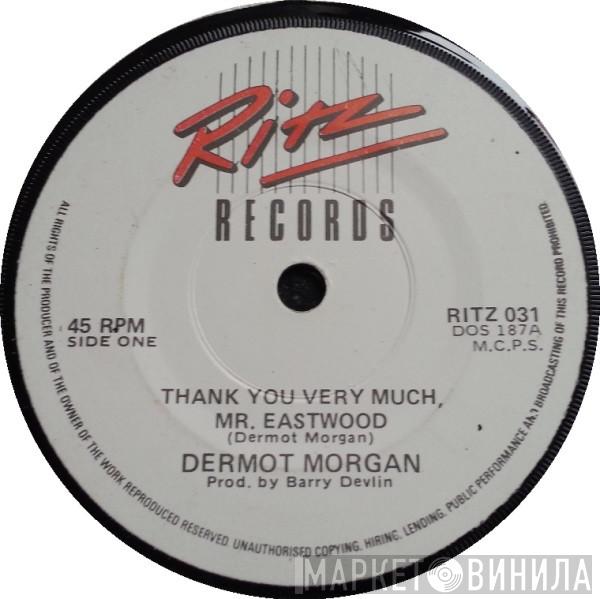 Ritz
RECORDS
45 RPM
SIDE ONE
RITZ 031
DOS 187A
M.C.P.S.
THANK YOU VERY MUCH,
MR. EASTWOOD
(Dermot Morgan)
DERMOT MORGAN
Prod. by Barry Devlin
ALL RIGHTS OF THE PRODUCER AND OF THE OWNER OF THE WORK REPRODUCED RESERVED. UNAUTHORISED COPYING, HIRING, LENDING, PUBLIC PERFORMANCE AND BROADCASTING OF THIS RECORD PROHIBITED.
МАРКЕТ ВИНИЛА